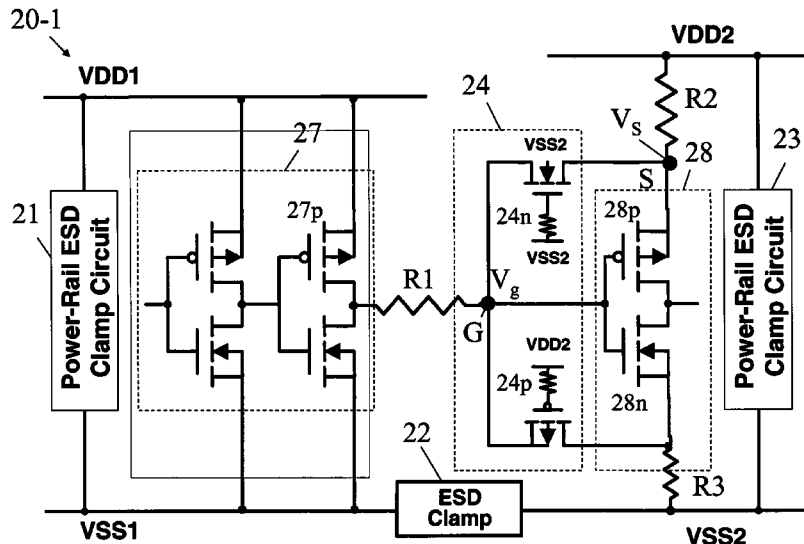 20-1
VDD1
VDD2
24
R2
VS
27
VSS2
28
23
S
21
27p
24n
28p
Power-Rail ESD
Clamp Circuit
VSS2
R1
Vg
Power-Rail ESD
Clamp Circuit
G
VDD2
24p
28n
22
R3
ESD
Clamp
VSS1
VSS2